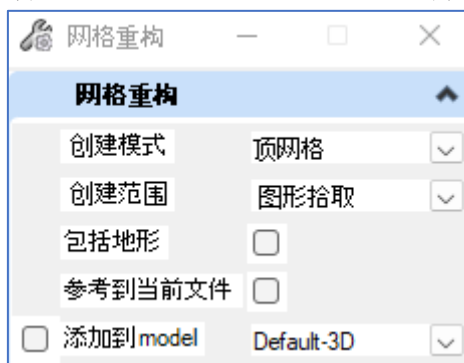 网格重构
网格重构
创建模式 顶网格
创建范围 图形拾取
包括地形
参考到当前文件
添加到model Default-3D